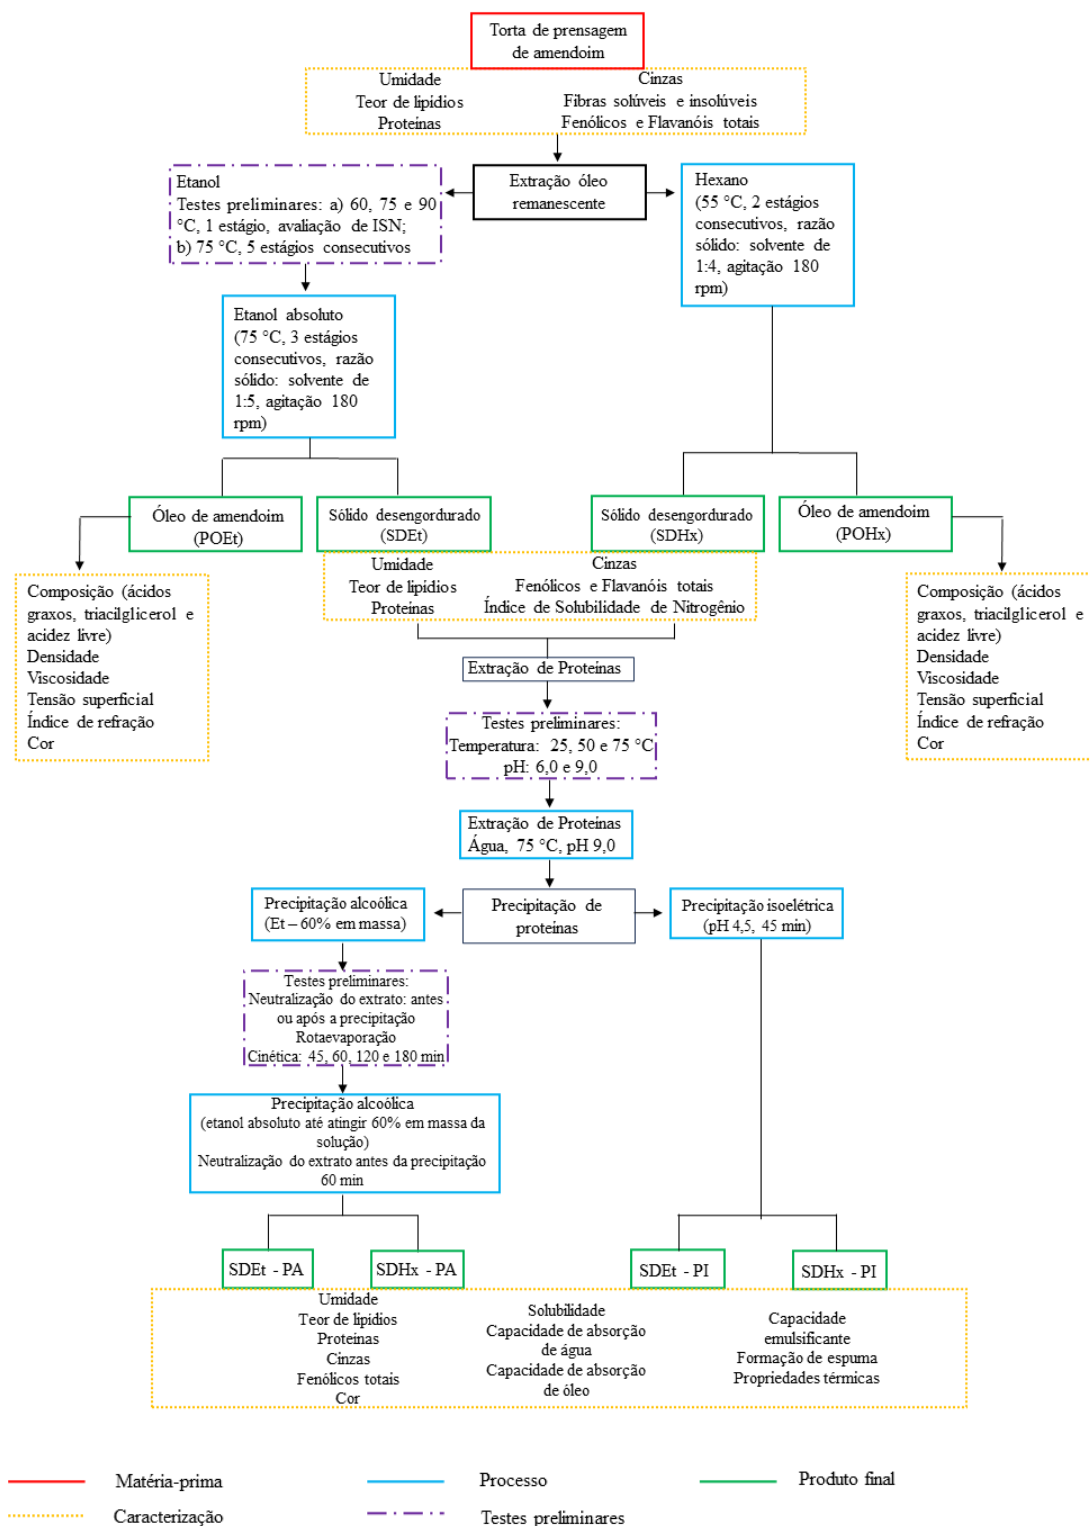 Torta de prensagem
de amendoim
Umidade
Teor de lipídios
Proteínas
Cinzas
Fibras solúveis e insolúveis
Fenólicos e Flavanóis totais
Extração óleo
remanescente
Etanol
Testes preliminares: a) 60, 75 e 90
°C, 1 estágio, avaliação de ISN;
b) 75 °C, 5 estágios consecutivos
Hexano
(55 °C, 2 estágios
consecutivos, razão
sólido: solvente de
1:4, agitação 180
rpm)
Etanol absoluto
(75 °C, 3 estágios
consecutivos, razão
sólido: solvente de
1:5, agitação 180
rpm)
Óleo de amendoim
(POEt)
Sólido desengordurado
(SDEt)
Sólido desengordurado
(SDHx)
Óleo de amendoim
(POHx)
Composição (ácidos
graxos, triacilglicerol e
acidez livre)
Densidade
Viscosidade
Tensão superficial
Índice de refração
Cor
Umidade
Teor de lipídios
Proteínas
Cinzas
Fenólicos e Flavanóis totais
Índice de Solubilidade de Nitrogênio
Composição (ácidos
graxos, triacilglicerol e
acidez livre)
Densidade
Viscosidade
Tensão superficial
Índice de refração
Cor
Extração de Proteínas
Testes preliminares:
Temperatura: 25, 50 e 75 °C
pH: 6,0 e 9,0
Extração de Proteínas
Água, 75 °C, pH 9,0
Precipitação de
proteínas
Precipitação alcoólica
(Et – 60% em massa)
Precipitação isoelétrica
(pH 4,5, 45 min)
Testes preliminares:
Neutralização do extrato: antes
ou após a precipitação
Rotaevaporação
Cinética: 45, 60, 120 e 180 min
Precipitação alcoólica
(etanol absoluto até atingir 60% em massa da
solução)
Neutralização do extrato antes da precipitação
60 min
SDEt - PA
SDHx - PA
SDEt - PI
SDHx - PI
Umidade
Teor de lipídios
Proteínas
Cinzas
Fenólicos totais
Cor
Solubilidade
Capacidade de absorção
de água
Capacidade de absorção
de óleo
Capacidade
emulsificante
Formação de espuma
Propriedades térmicas
Matéria-prima
Processo
Produto final
Caracterização
Testes preliminares